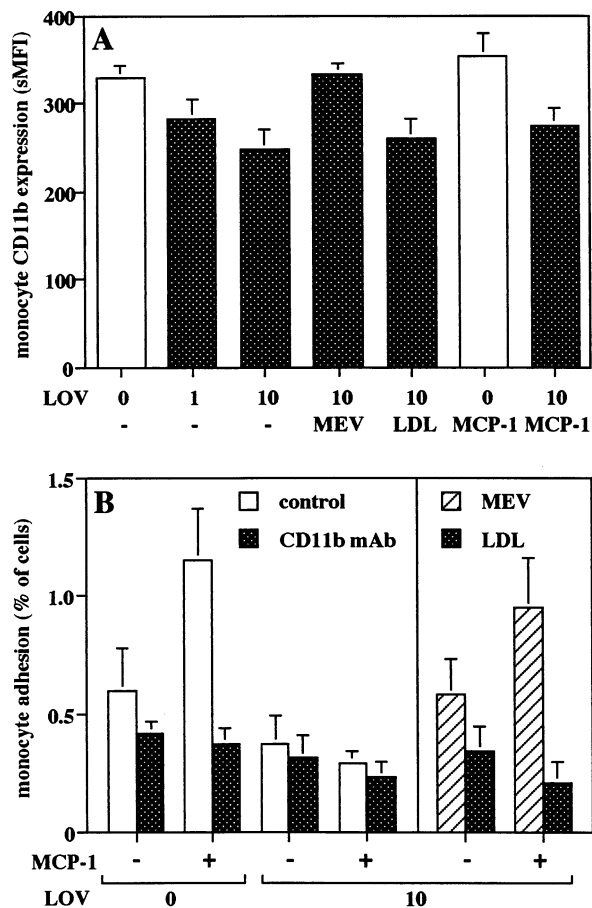 A
monocyte CD11b expression (sMFI)
400
300
200
100
0
LOV 0 1 10 10 10 0 10
- - - MEV LDL MCP-1 MCP-1
B
monocyte adhesion (% of cells)
1.5
1.0
0.5
0
control
CD11b mAb
MEV
LDL
MCP-1 - + - + - +
LOV 0 10